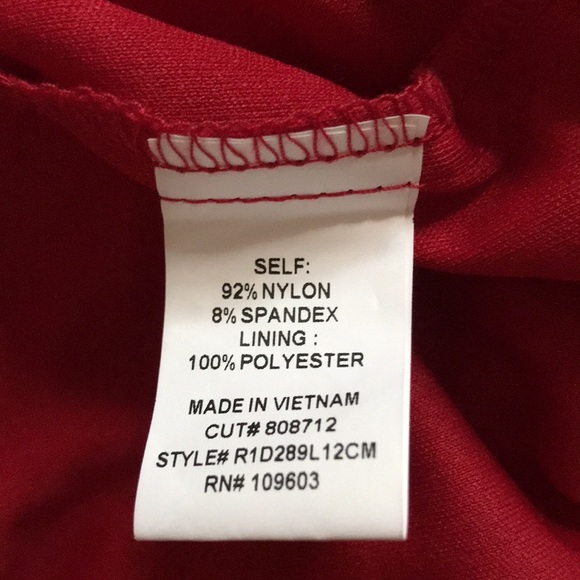 SELF:
92% NYLON
8% SPANDEX
LINING :
100% POLYESTER
MADE IN VIETNAM
CUT# 808712
STYLE# R1D289L12CM
RN# 109603